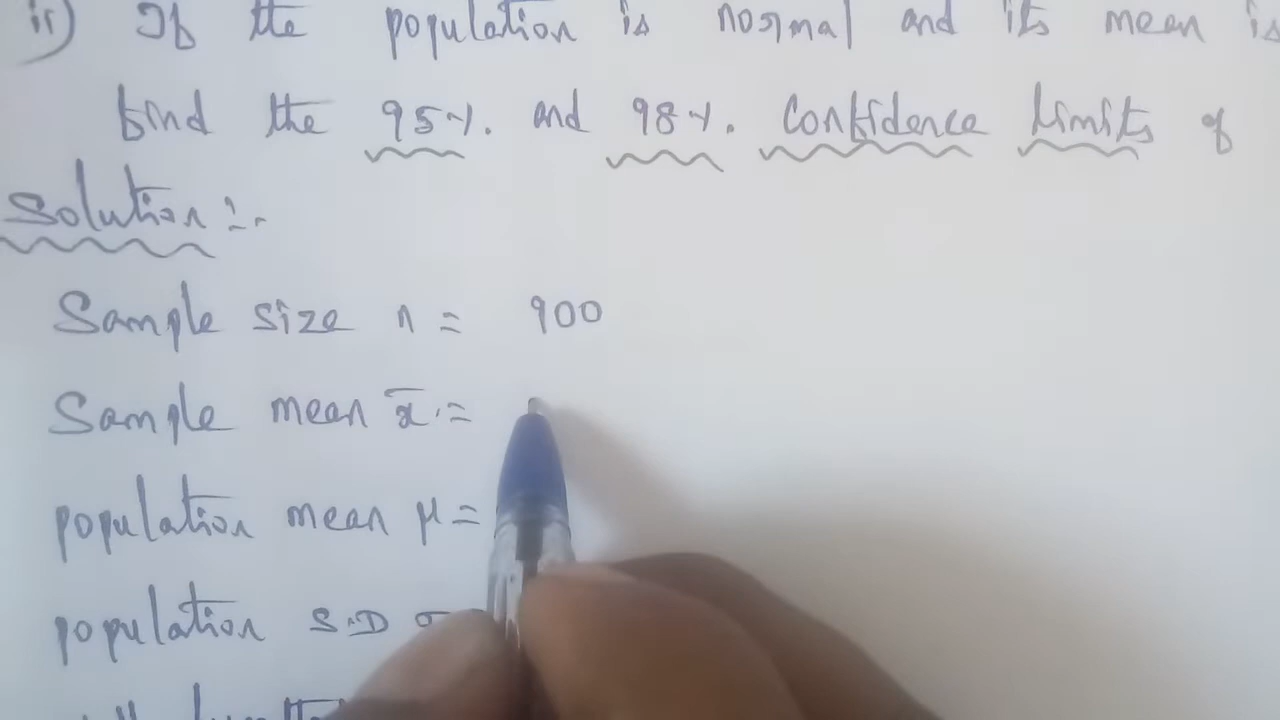 ii) If the population is normal and its mean is
find the 95%. and 98%. Confidence limits of
Solution :-
Sample size n = 900
Sample mean x̄ =
population mean μ =
population S.D σ